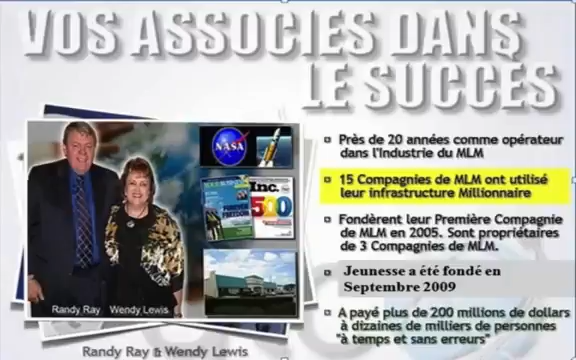 VOS ASSOCIÉS DANS
LE SUCCÈS
NASA
Inc.
500
Près de 20 années comme opérateur
dans l'Industrie du MLM
15 Compagnies de MLM ont utilisé
leur infrastructure Millionnaire
Fondèrent leur Première Compagnie
de MLM en 2005. Sont propriétaires
de 3 Compagnies de MLM.
Jeunesse a été fondé en
Septembre 2009
A payé plus de 200 millions de dollars
à dizaines de milliers de personnes
"à temps et sans erreurs"
Randy Ray Wendy Lewis
Randy Ray & Wendy Lewis